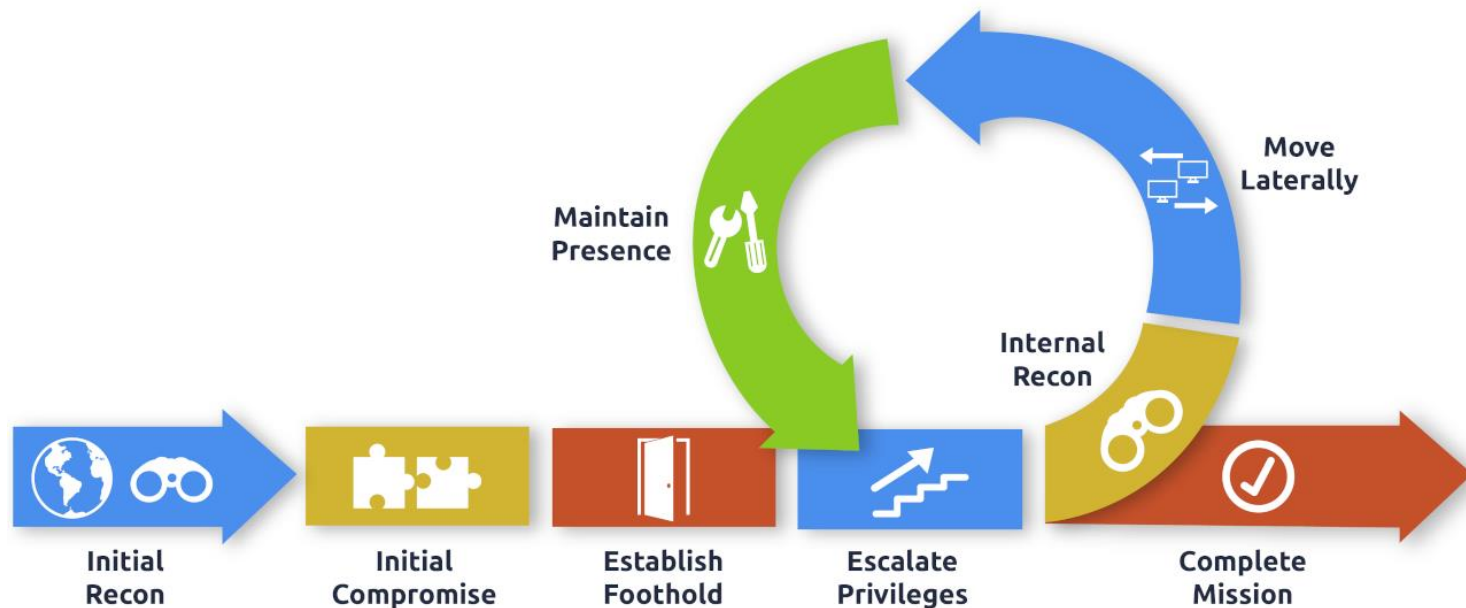 Move
Laterally
Maintain
Presence
Internal
Recon
Initial
Recon
Initial
Compromise
Establish
Foothold
Escalate
Privileges
Complete
Mission